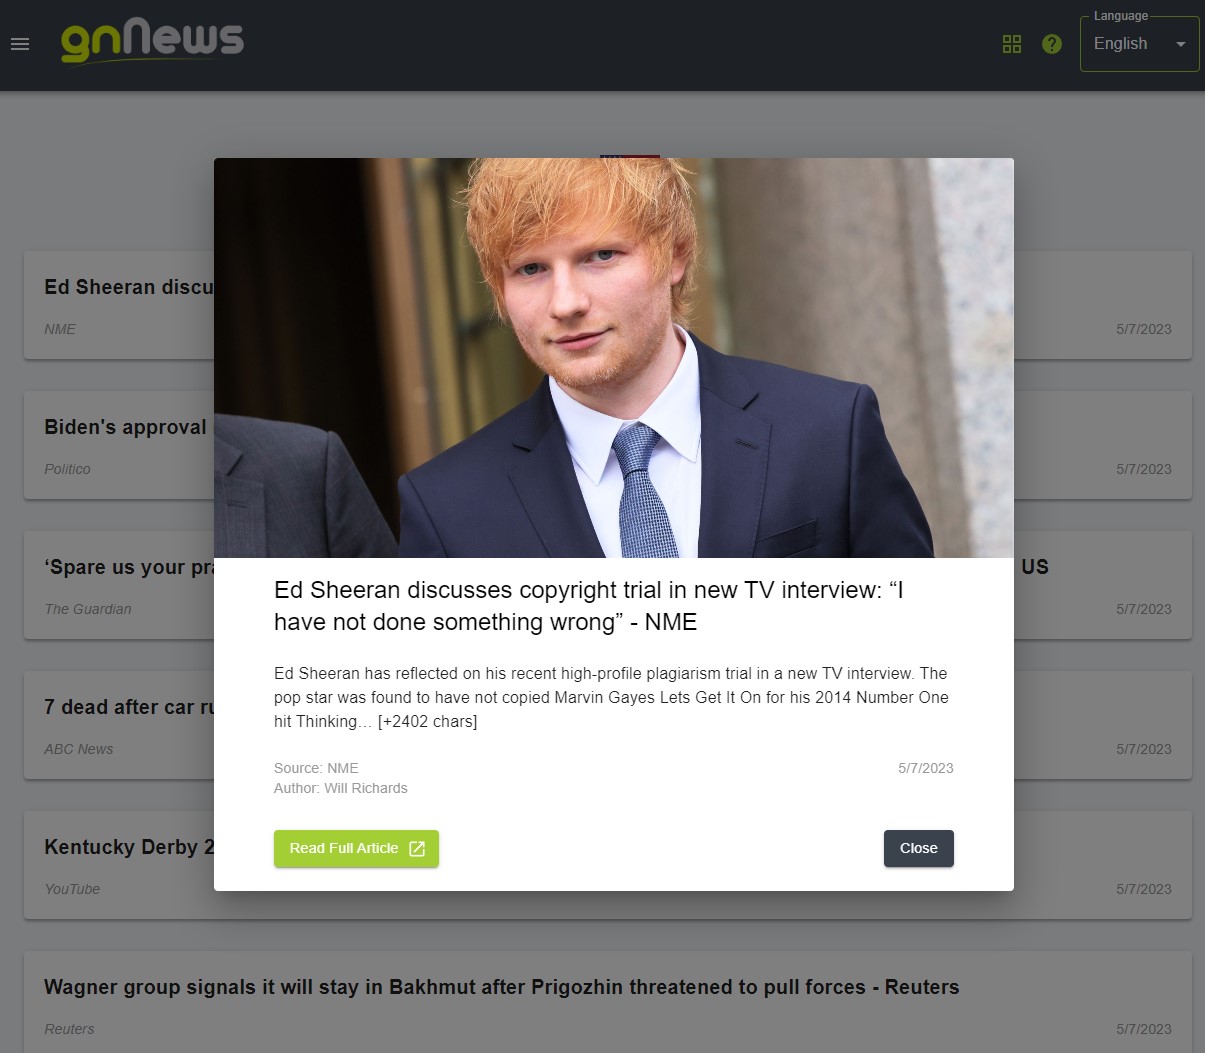 gnNews
Language
English
Ed Sheeran discu
NME
5/7/2023
Biden's approval
Politico
5/7/2023
‘Spare us your pra
US
The Guardian
5/7/2023
7 dead after car ru
ABC News
5/7/2023
Kentucky Derby 2
YouTube
5/7/2023
Wagner group signals it will stay in Bakhmut after Prigozhin threatened to pull forces - Reuters
Reuters
5/7/2023
Ed Sheeran discusses copyright trial in new TV interview: “I
have not done something wrong” - NME
Ed Sheeran has reflected on his recent high-profile plagiarism trial in a new TV interview. The
pop star was found to have not copied Marvin Gayes Lets Get It On for his 2014 Number One
hit Thinking… [+2402 chars]
Source: NME
5/7/2023
Author: Will Richards
Read Full Article
Close